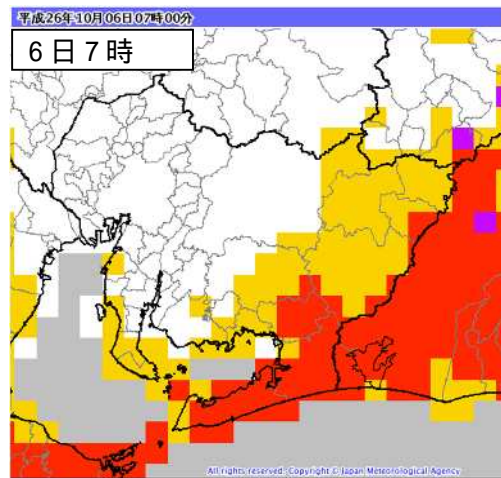 平成26年10月06日07時00分
6日7時
All rights reserved. Copyright © Japan Meteorological Agency